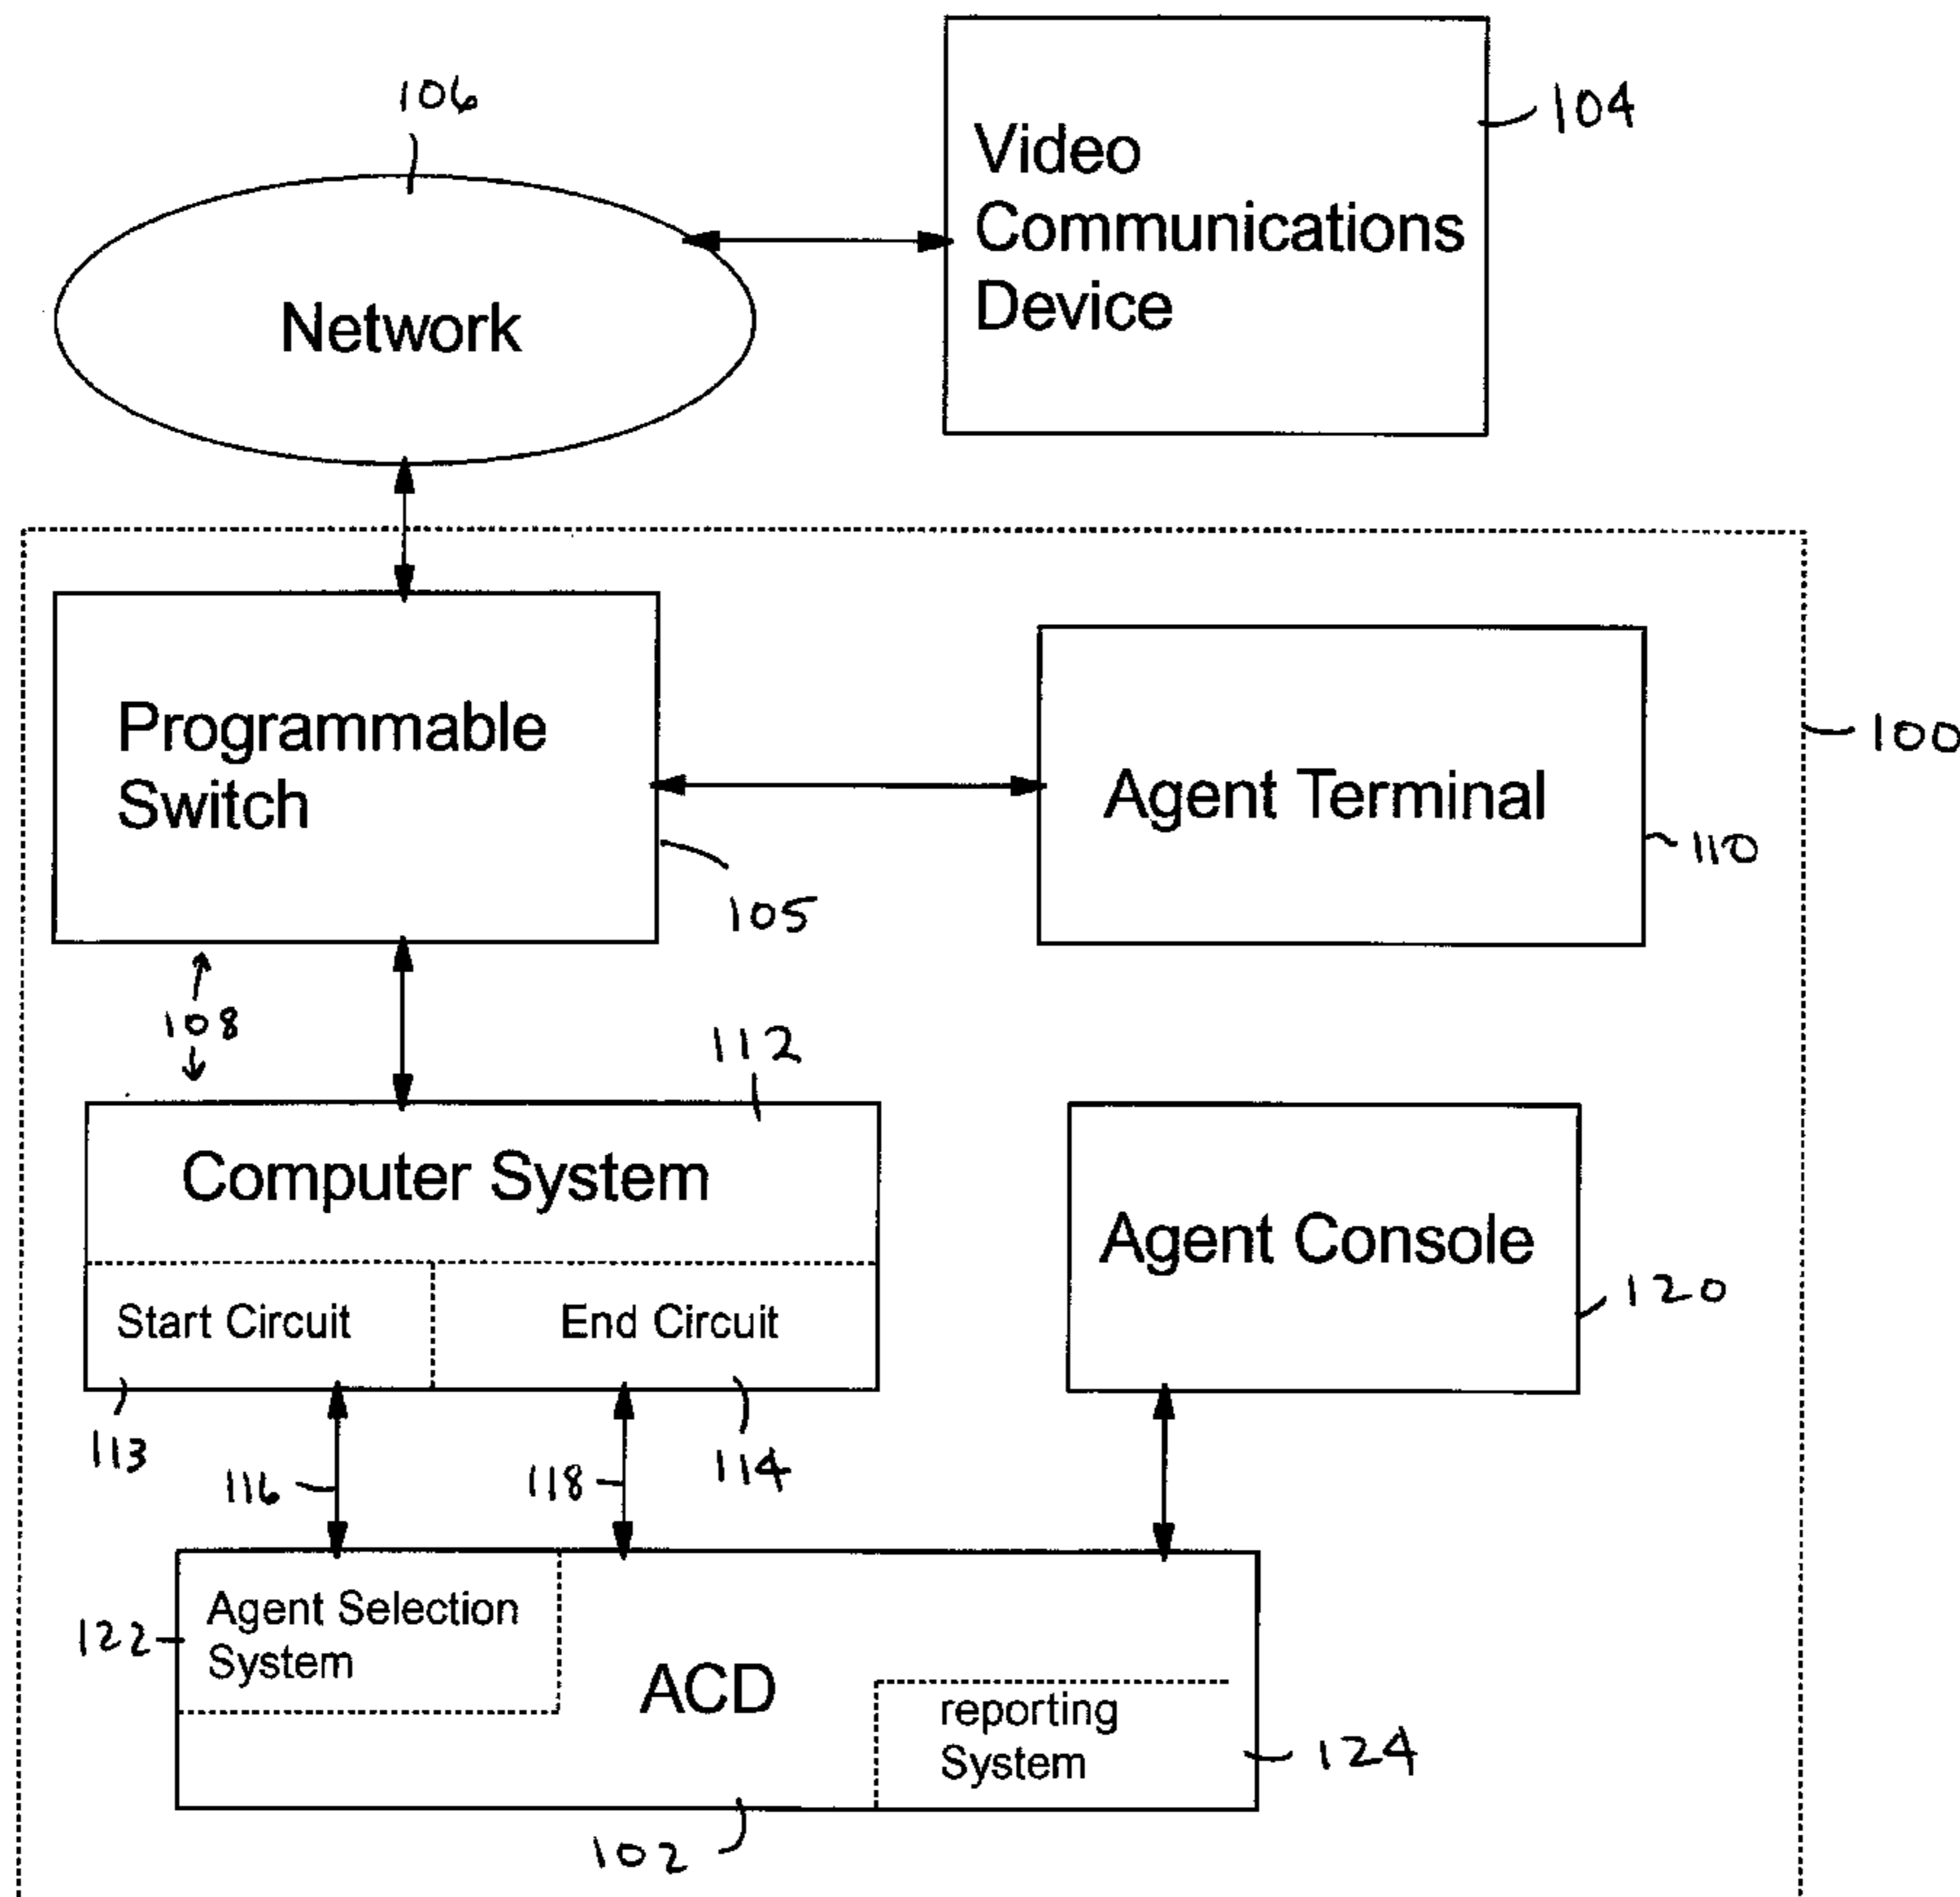 106
104
Video
Communications
Device
Network
Programmable
Switch
100
Agent Terminal
110
105
108
112
Computer System
Agent Console
120
Start Circuit
End Circuit
113
116
118
114
Agent Selection
System
122
ACD
reporting
System
124
102